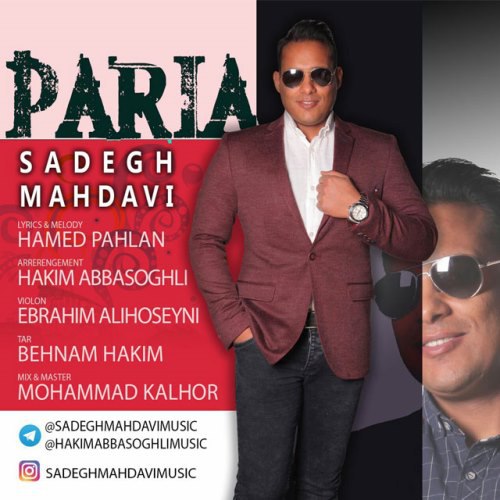 PARIA
SADEGH
MAHDAVI
LYRICS & MELODY
HAMED PAHLAN
ARRERENGEMENT
HAKIM ABBASOGHLI
VIOLON
EBRAHIM ALIHOSEYNI
TAR
BEHNAM HAKIM
MIX & MASTER
MOHAMMAD KALHOR
@SADEGHMAHDAVIMUSIC
@HAKIMABBASOGHLIMUSIC
SADEGHMAHDAVIMUSIC